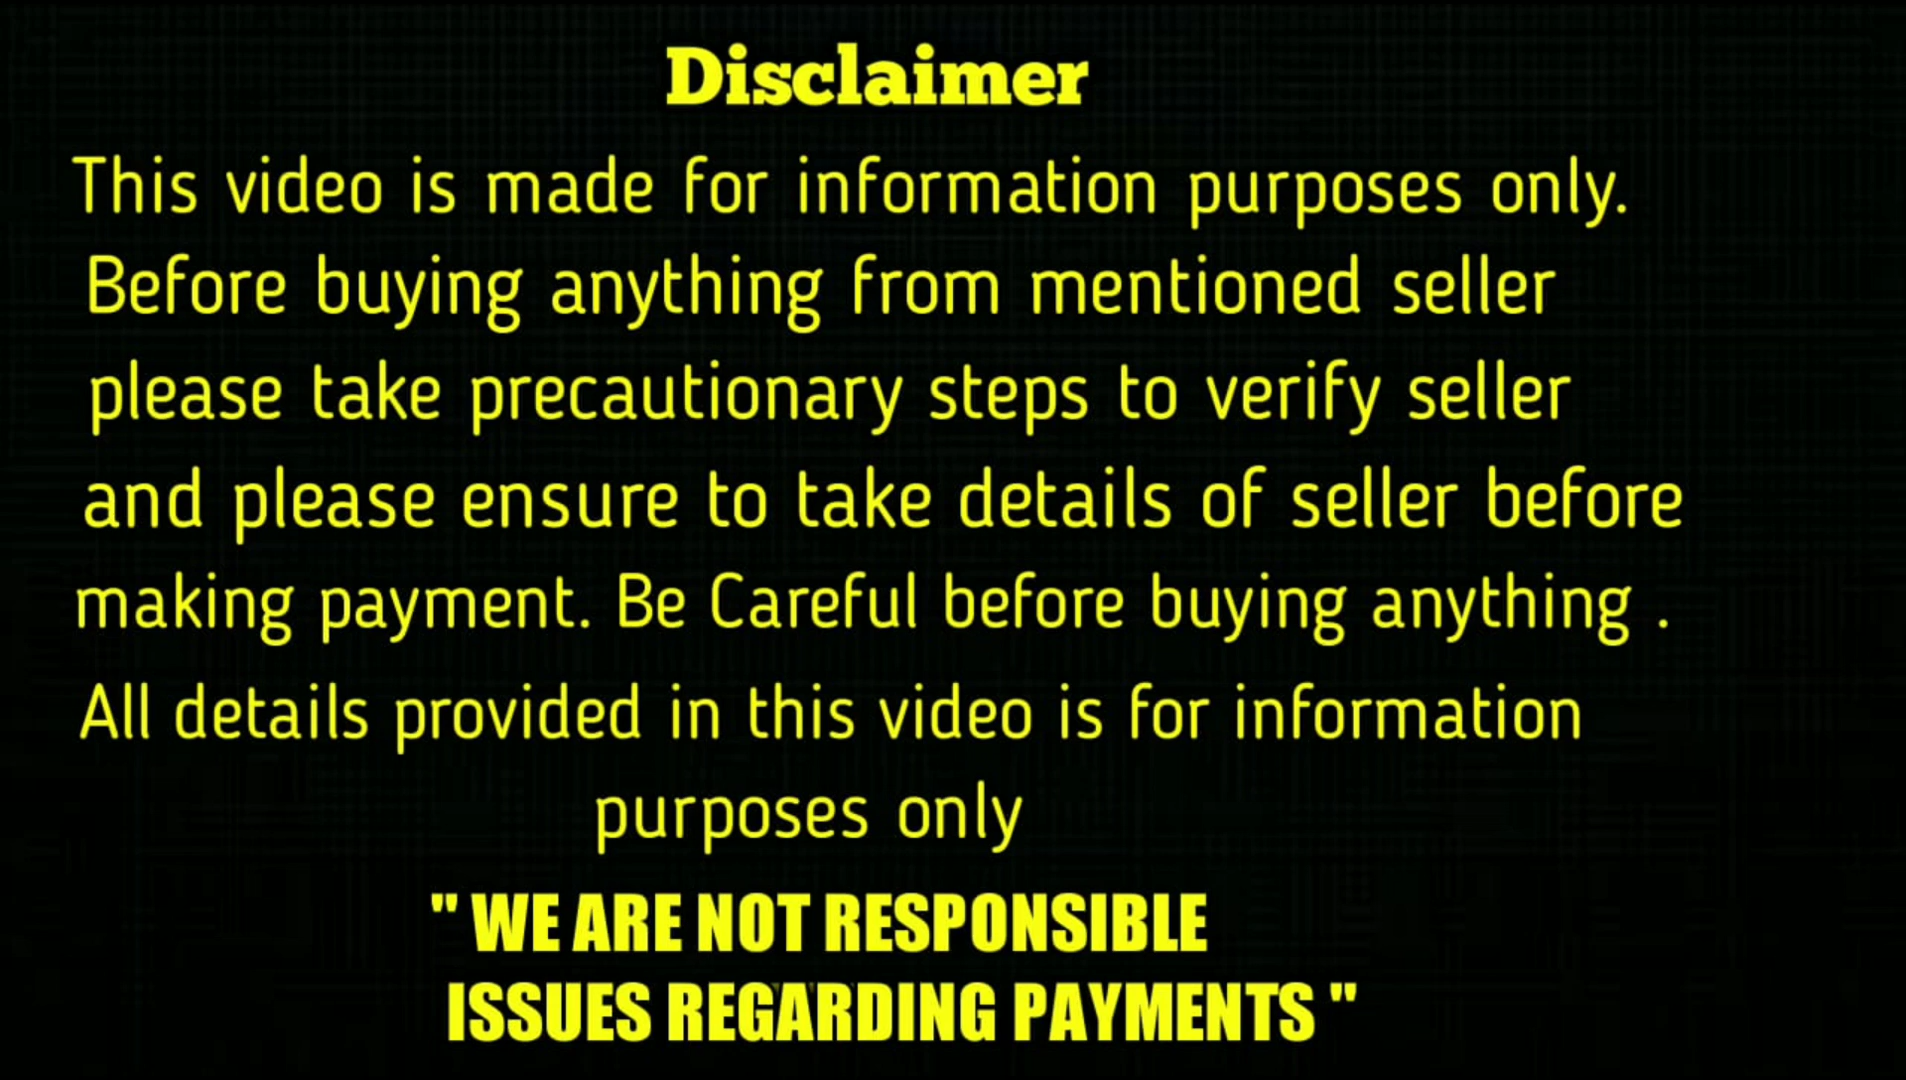 Disclaimer
This video is made for information purposes only.
Before buying anything from mentioned seller
please take precautionary steps to verify seller
and please ensure to take details of seller before
making payment. Be Careful before buying anything .
All details provided in this video is for information
purposes only
" WE ARE NOT RESPONSIBLE
ISSUES REGARDING PAYMENTS "